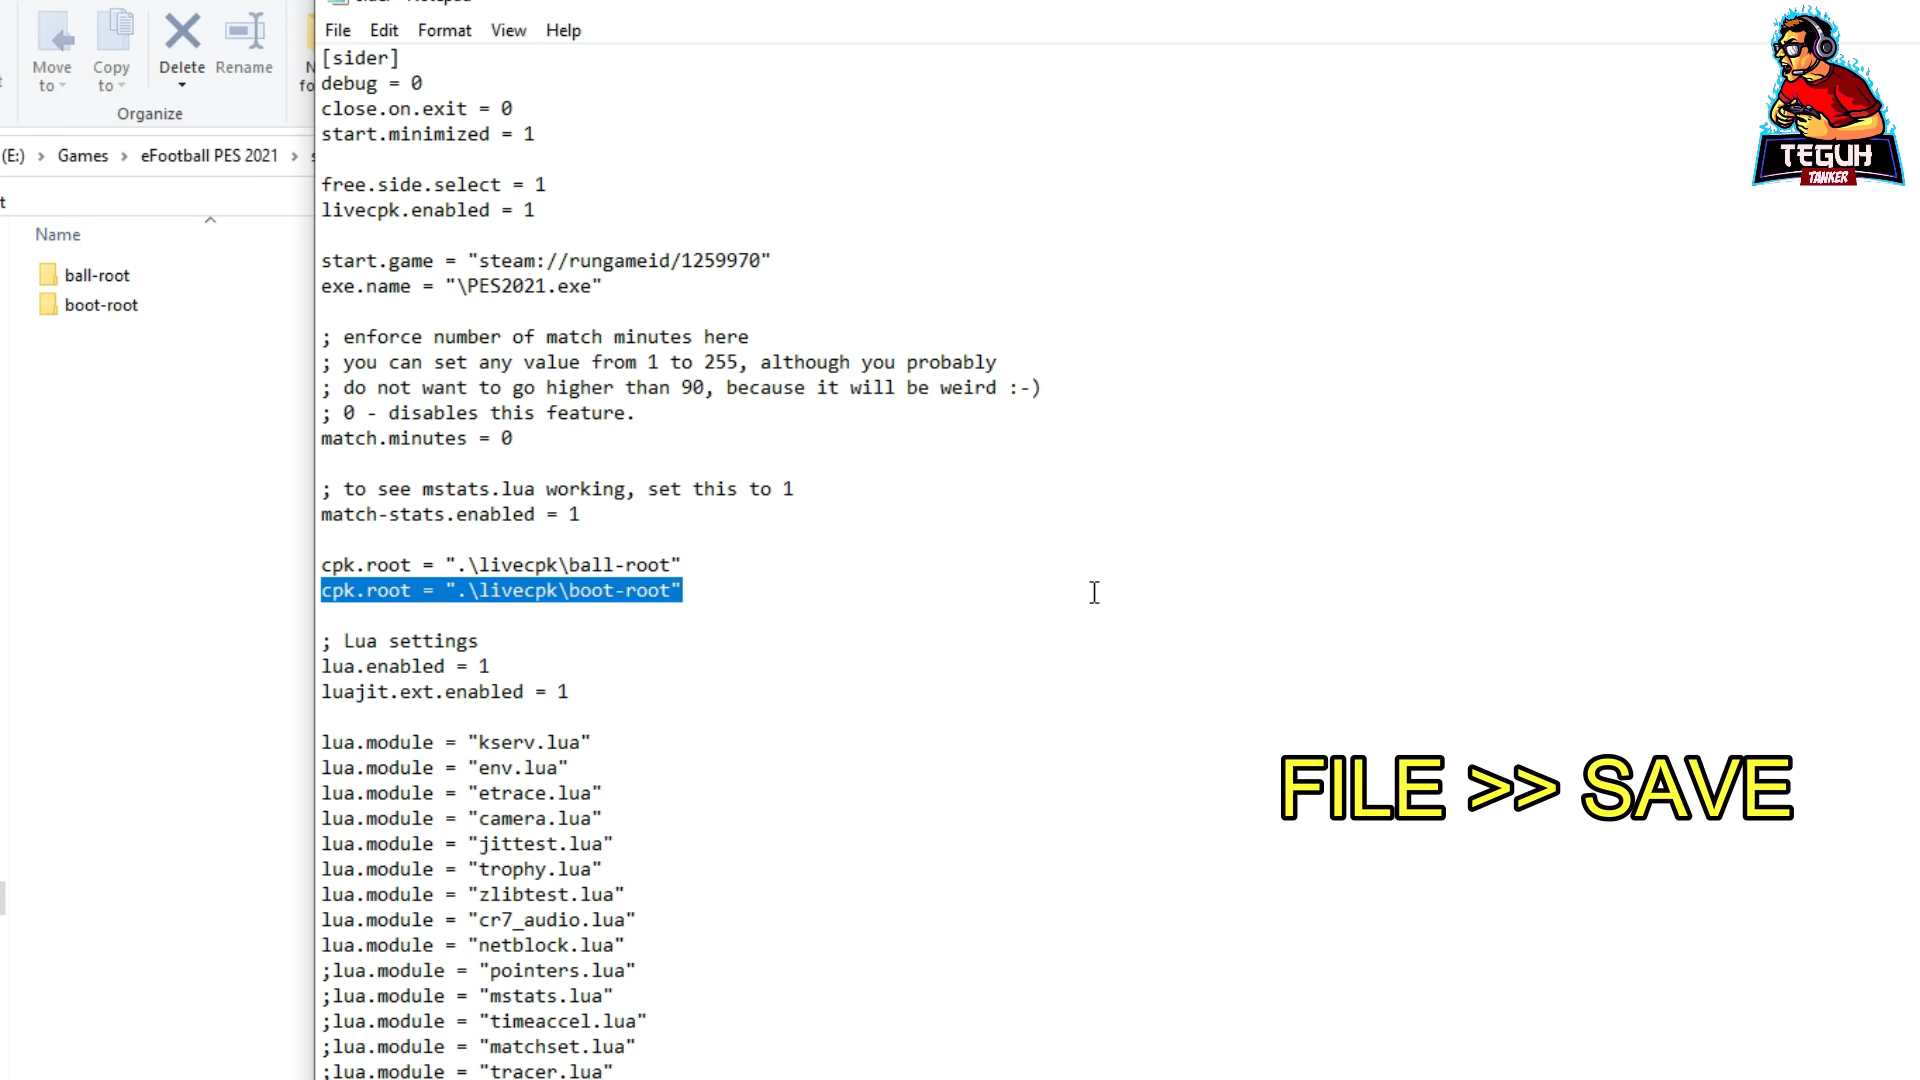 Move to
Copy to
Delete
Rename
Organize
(E:) > Games > eFootball PES 2021 >
Name
ball-root
boot-root
File Edit Format View Help
[sider]
debug = 0
close.on.exit = 0
start.minimized = 1
free.side.select = 1
livecpk.enabled = 1
start.game = "steam://rungameid/1259970"
exe.name = "\PES2021.exe"
; enforce number of match minutes here
; you can set any value from 1 to 255, although you probably
; do not want to go higher than 90, because it will be weird :-)
; 0 - disables this feature.
match.minutes = 0
; to see mstats.lua working, set this to 1
match-stats.enabled = 1
cpk.root = ".\livecpk\ball-root"
cpk.root = ".\livecpk\boot-root"
; Lua settings
lua.enabled = 1
luajit.ext.enabled = 1
lua.module = "kserv.lua"
lua.module = "env.lua"
lua.module = "etrace.lua"
lua.module = "camera.lua"
lua.module = "jittest.lua"
lua.module = "trophy.lua"
lua.module = "zlibtest.lua"
lua.module = "cr7_audio.lua"
lua.module = "netblock.lua"
;lua.module = "pointers.lua"
;lua.module = "mstats.lua"
;lua.module = "timeaccel.lua"
;lua.module = "matchset.lua"
;lua.module = "tracer.lua"
TEGUH
TANKER
FILE >> SAVE